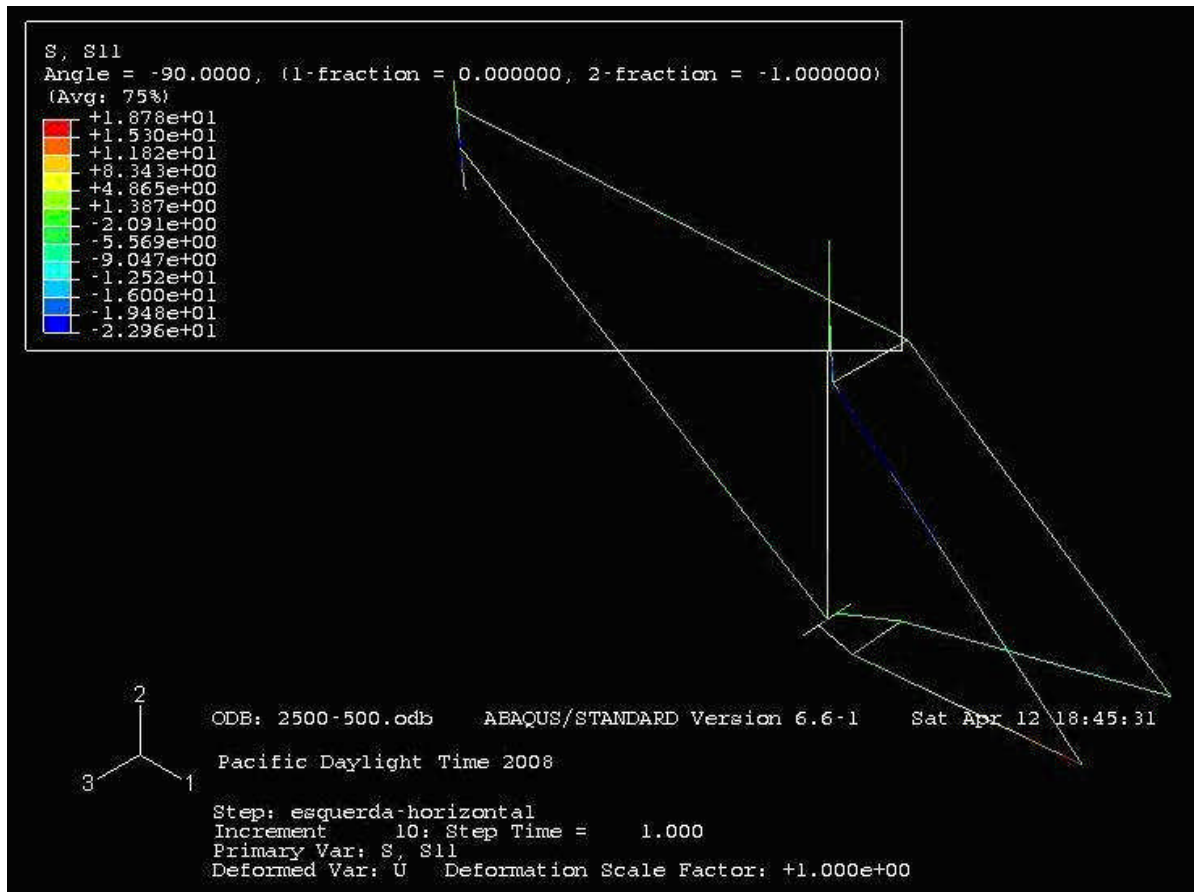 S, S11
Angle = -90.0000, (1-fraction = 0.000000, 2-fraction = -1.000000)
(Avg: 75%)
+1.878e+01
+1.530e+01
+1.182e+01
+8.343e+00
+4.865e+00
+1.387e+00
-2.091e+00
-5.569e+00
-9.047e+00
-1.252e+01
-1.600e+01
-1.948e+01
-2.296e+01
2
3
1
ODB: 2500-500.odb ABAQUS/STANDARD Version 6.6-1 Sat Apr 12 18:45:31
Pacific Daylight Time 2008
Step: esquerda-horizontal
Increment 10: Step Time = 1.000
Primary Var: S, S11
Deformed Var: U Deformation Scale Factor: +1.000e+00